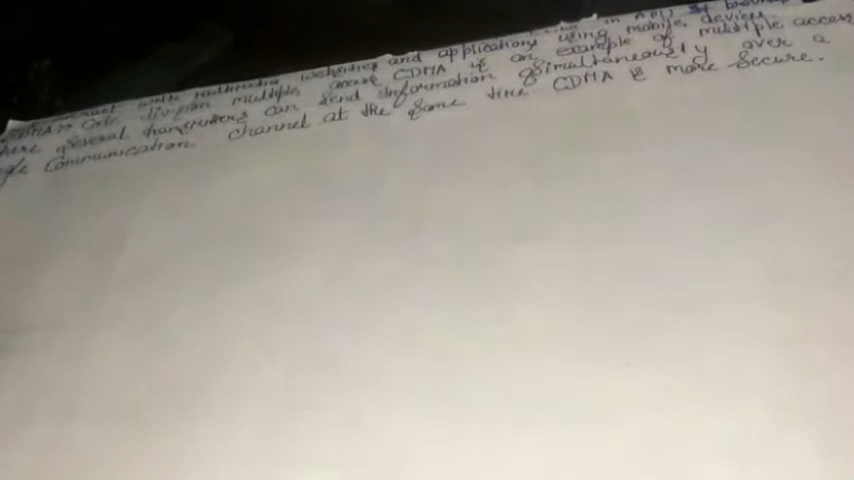 with multimedia websites and applications using mobile devices.
CDMA :- Code division multiple access CDMA is an example of multiple access
where several transmitters can send information simultaneously over a
Communication channel at the same time CDMA is more secure.